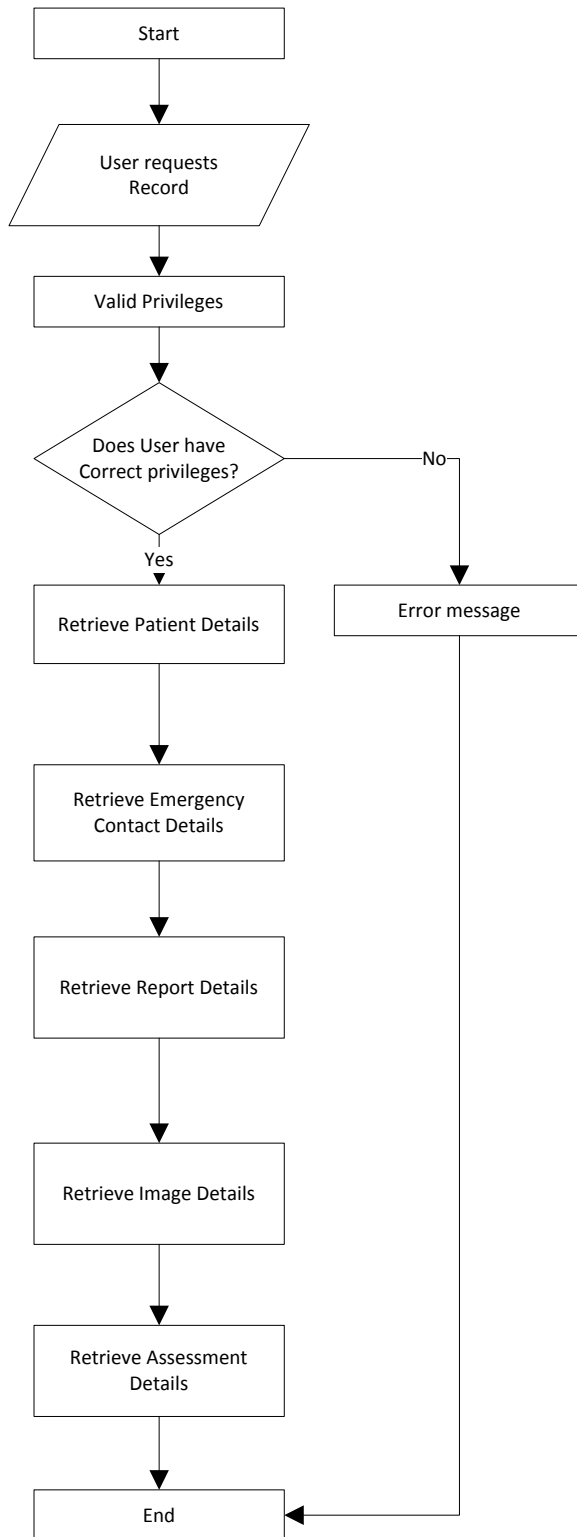 Start
User requests
Record
Valid Privileges
Does User have
Correct privileges?
No
Yes
Retrieve Patient Details
Error message
Retrieve Emergency
Contact Details
Retrieve Report Details
Retrieve Image Details
Retrieve Assessment
Details
End